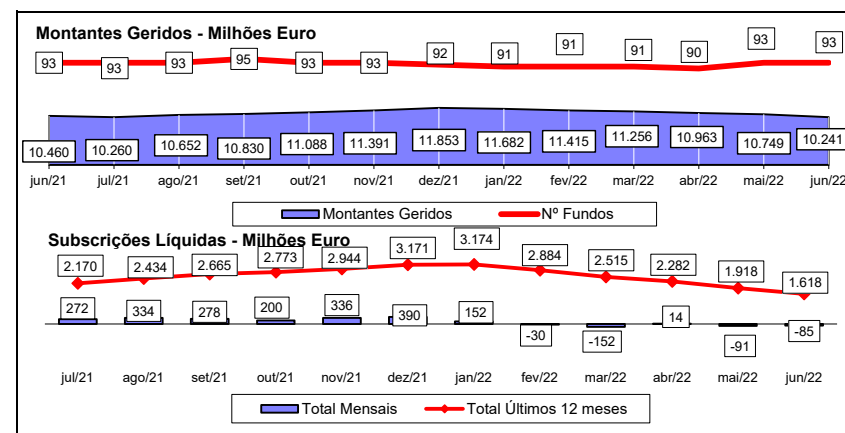 Montantes Geridos - Milhões Euro
93 93 93 95 93 93 92 91 91 91 90 93 93
10.460 10.260 10.652 10.830 11.088 11.391 11.853 11.682 11.415 11.256 10.963 10.749 10.241
jun/21 jul/21 ago/21 set/21 out/21 nov/21 dez/21 jan/22 fev/22 mar/22 abr/22 mai/22 jun/22
Montantes Geridos Nº Fundos
Subscrições Líquidas - Milhões Euro
2.170 2.434 2.665 2.773 2.944 3.171 3.174 2.884 2.515 2.282 1.918 1.618
272 334 278 200 336 390 152 -30 -152 14 -91 -85
jul/21 ago/21 set/21 out/21 nov/21 dez/21 jan/22 fev/22 mar/22 abr/22 mai/22 jun/22
Total Mensais Total Últimos 12 meses